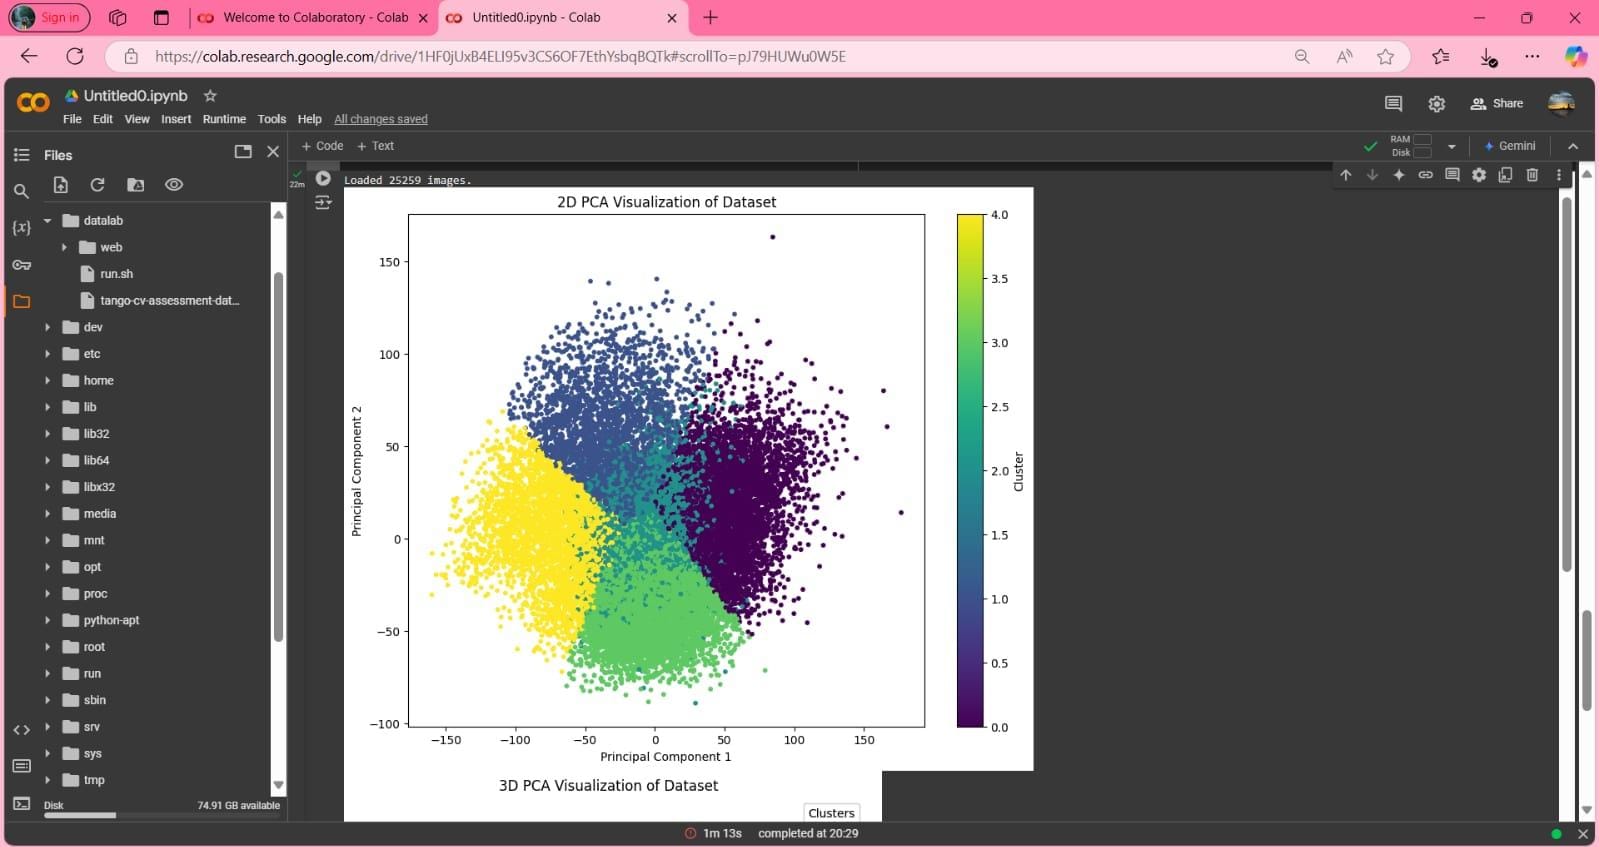 Sign in
Welcome to Colaboratory - Colab
Untitled0.ipynb - Colab
https://colab.research.google.com/drive/1HF0jUxB4ELI95v3CS6OF7EthYsbqBQTk#scrollTo=pJ79HUWu0W5E
CO
Untitled0.ipynb
File Edit View Insert Runtime Tools Help All changes saved
Share
Files
+ Code + Text
RAM
Disk
Gemini
22m
Loaded 25259 images.
datalab
web
run.sh
tango-cv-assessment-dat...
dev
etc
home
lib
lib32
lib64
libx32
media
mnt
opt
proc
python-apt
root
run
sbin
srv
sys
tmp
Disk 74.91 GB available
2D PCA Visualization of Dataset
150
100
50
0
−50
−100
Principal Component 2
−150 −100 −50 0 50 100 150
Principal Component 1
4.0
3.5
3.0
2.5
2.0
1.5
1.0
0.5
0.0
Cluster
3D PCA Visualization of Dataset
Clusters
1m 13s completed at 20:29